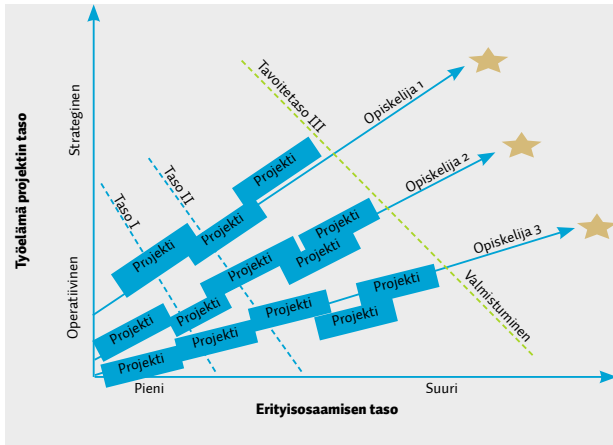 Työelämä projektin taso
Strateginen
Operatiivinen
Taso I
Taso II
Tavoitetaso III
Valmistuminen
Opiskelija 1
Opiskelija 2
Opiskelija 3
Projekti
Projekti
Projekti
Projekti
Projekti
Projekti
Projekti
Projekti
Projekti
Projekti
Projekti
Projekti
Projekti
Pieni
Suuri
Erityisosaamisen taso